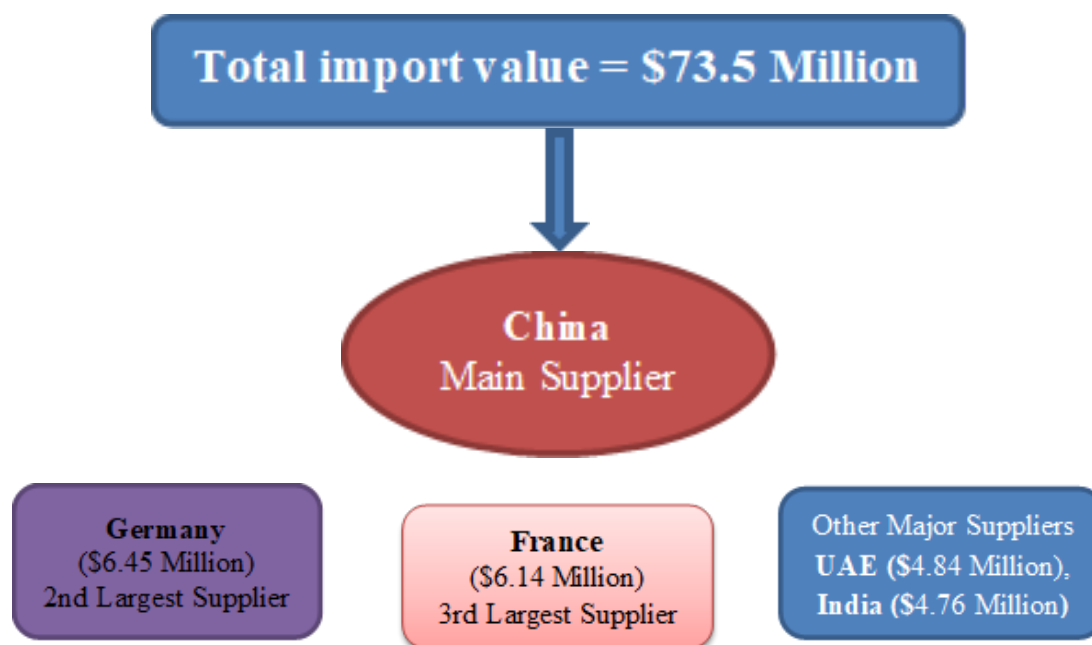 Total import value = $73.5 Million
China
Main Supplier
Germany
($6.45 Million)
2nd Largest Supplier
France
($6.14 Million)
3rd Largest Supplier
Other Major Suppliers
UAE ($4.84 Million),
India ($4.76 Million)